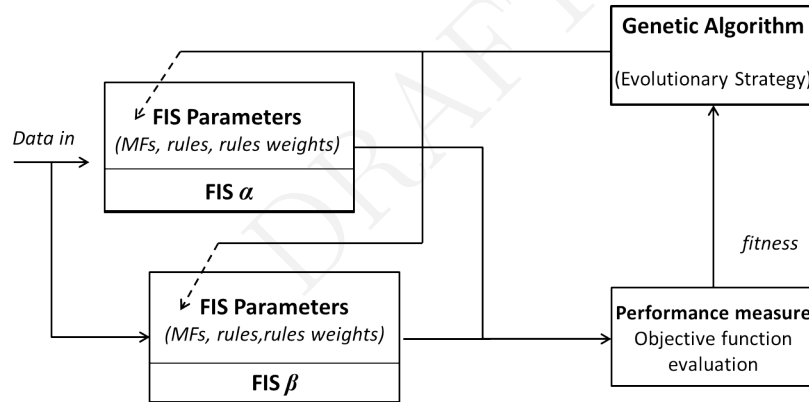 Genetic Algorithm
(Evolutionary Strategy)
FIS Parameters
(MFs, rules, rules weights)
FIS α
Data in
FIS Parameters
(MFs, rules,rules weights)
FIS β
fitness
Performance measure
Objective function
evaluation
DRAFT